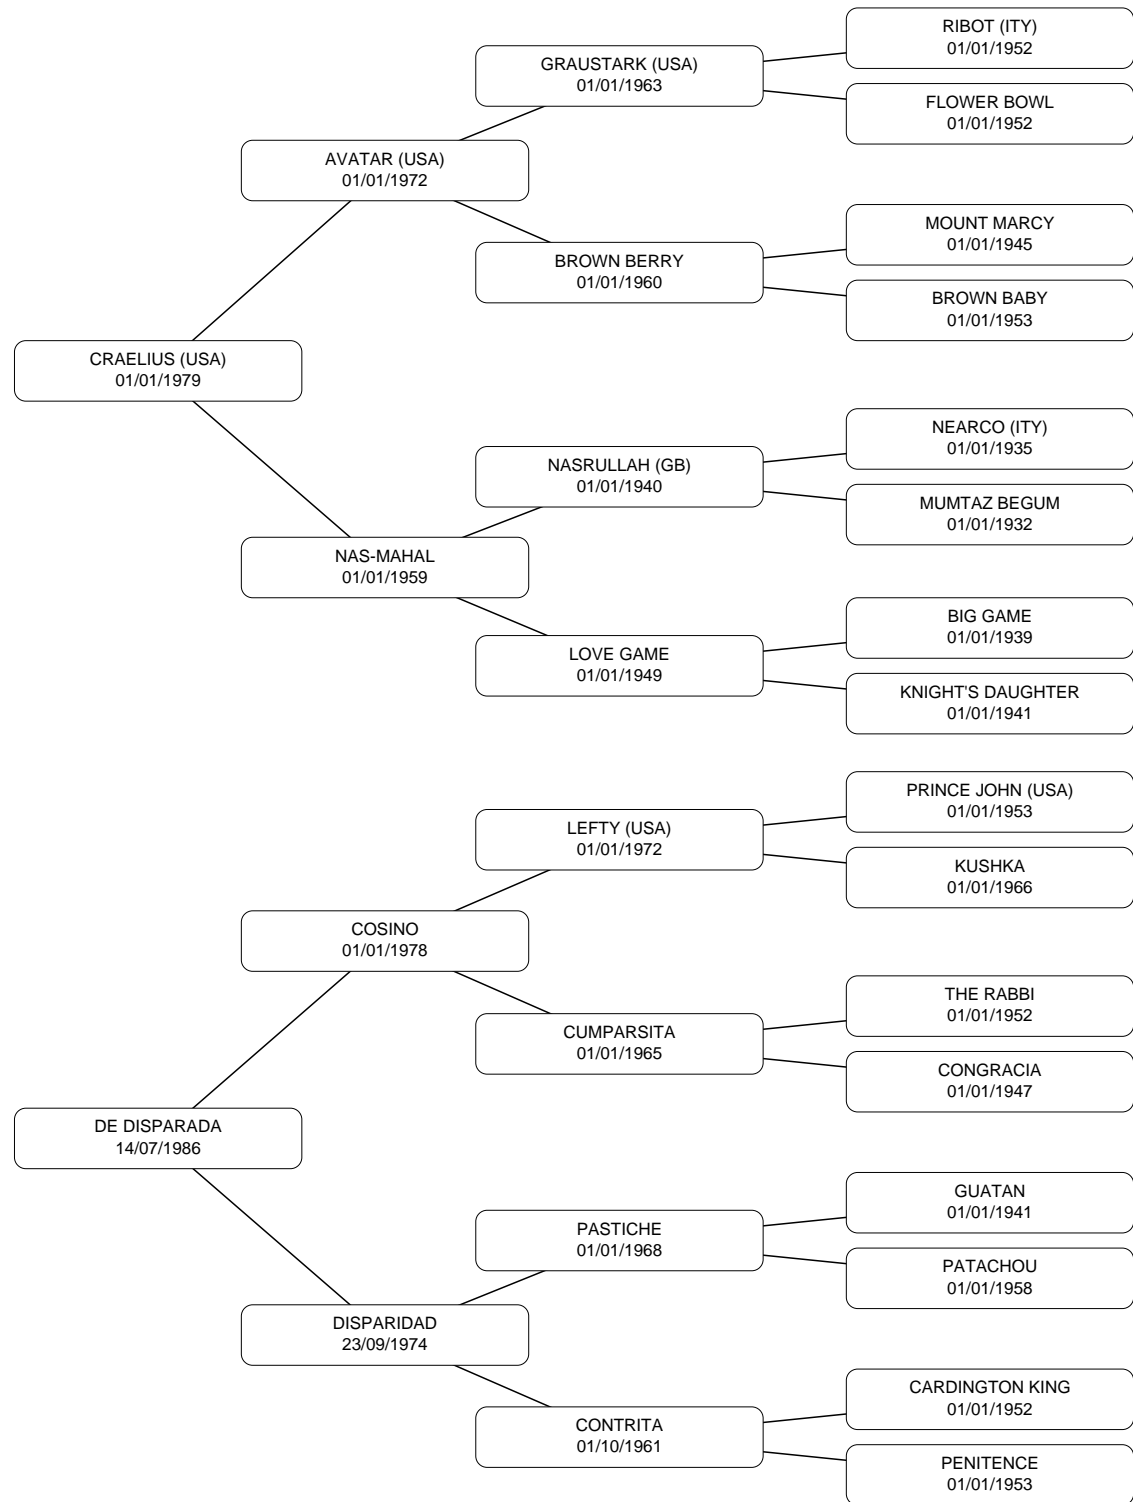 RIBOT (ITY)
01/01/1952
GRAUSTARK (USA)
01/01/1963
FLOWER BOWL
01/01/1952
AVATAR (USA)
01/01/1972
MOUNT MARCY
01/01/1945
BROWN BERRY
01/01/1960
BROWN BABY
01/01/1953
CRAELIUS (USA)
01/01/1979
NEARCO (ITY)
01/01/1935
NASRULLAH (GB)
01/01/1940
MUMTAZ BEGUM
01/01/1932
NAS-MAHAL
01/01/1959
BIG GAME
01/01/1939
LOVE GAME
01/01/1949
KNIGHT'S DAUGHTER
01/01/1941
PRINCE JOHN (USA)
01/01/1953
LEFTY (USA)
01/01/1972
KUSHKA
01/01/1966
COSINO
01/01/1978
THE RABBI
01/01/1952
CUMPARSITA
01/01/1965
CONGRACIA
01/01/1947
DE DISPARADA
14/07/1986
GUATAN
01/01/1941
PASTICHE
01/01/1968
PATACHOU
01/01/1958
DISPARIDAD
23/09/1974
CARDINGTON KING
01/01/1952
CONTRITA
01/10/1961
PENITENCE
01/01/1953